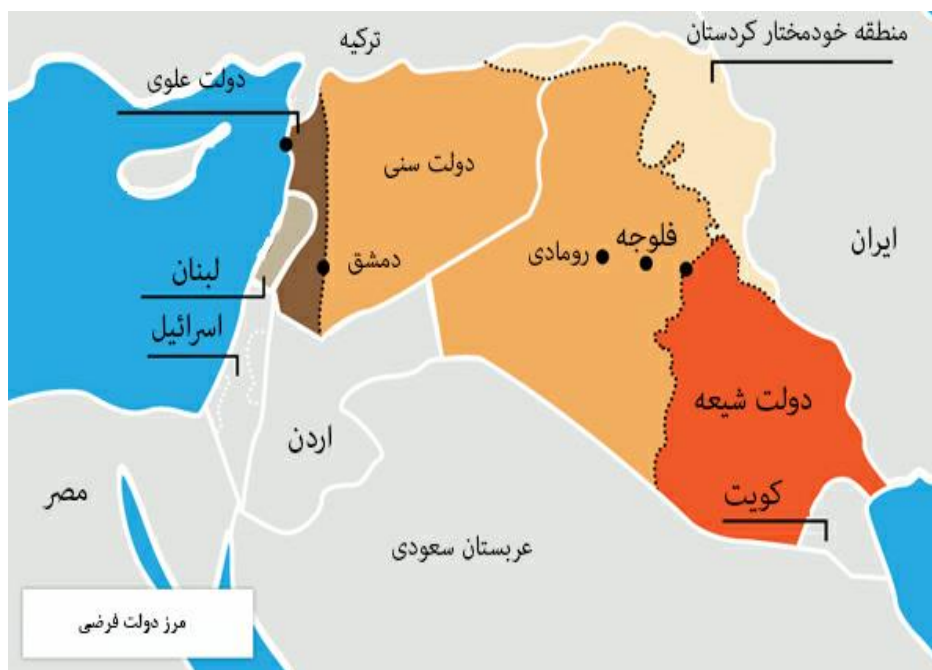 منطقه خودمختار کردستان
ترکیه
دولت علوی
دولت سنی
ایران
فلوجه
رومادی
دمشق
لبنان
اسرائیل
دولت شیعه
اردن
کویت
مصر
عربستان سعودی
مرز دولت فرضی